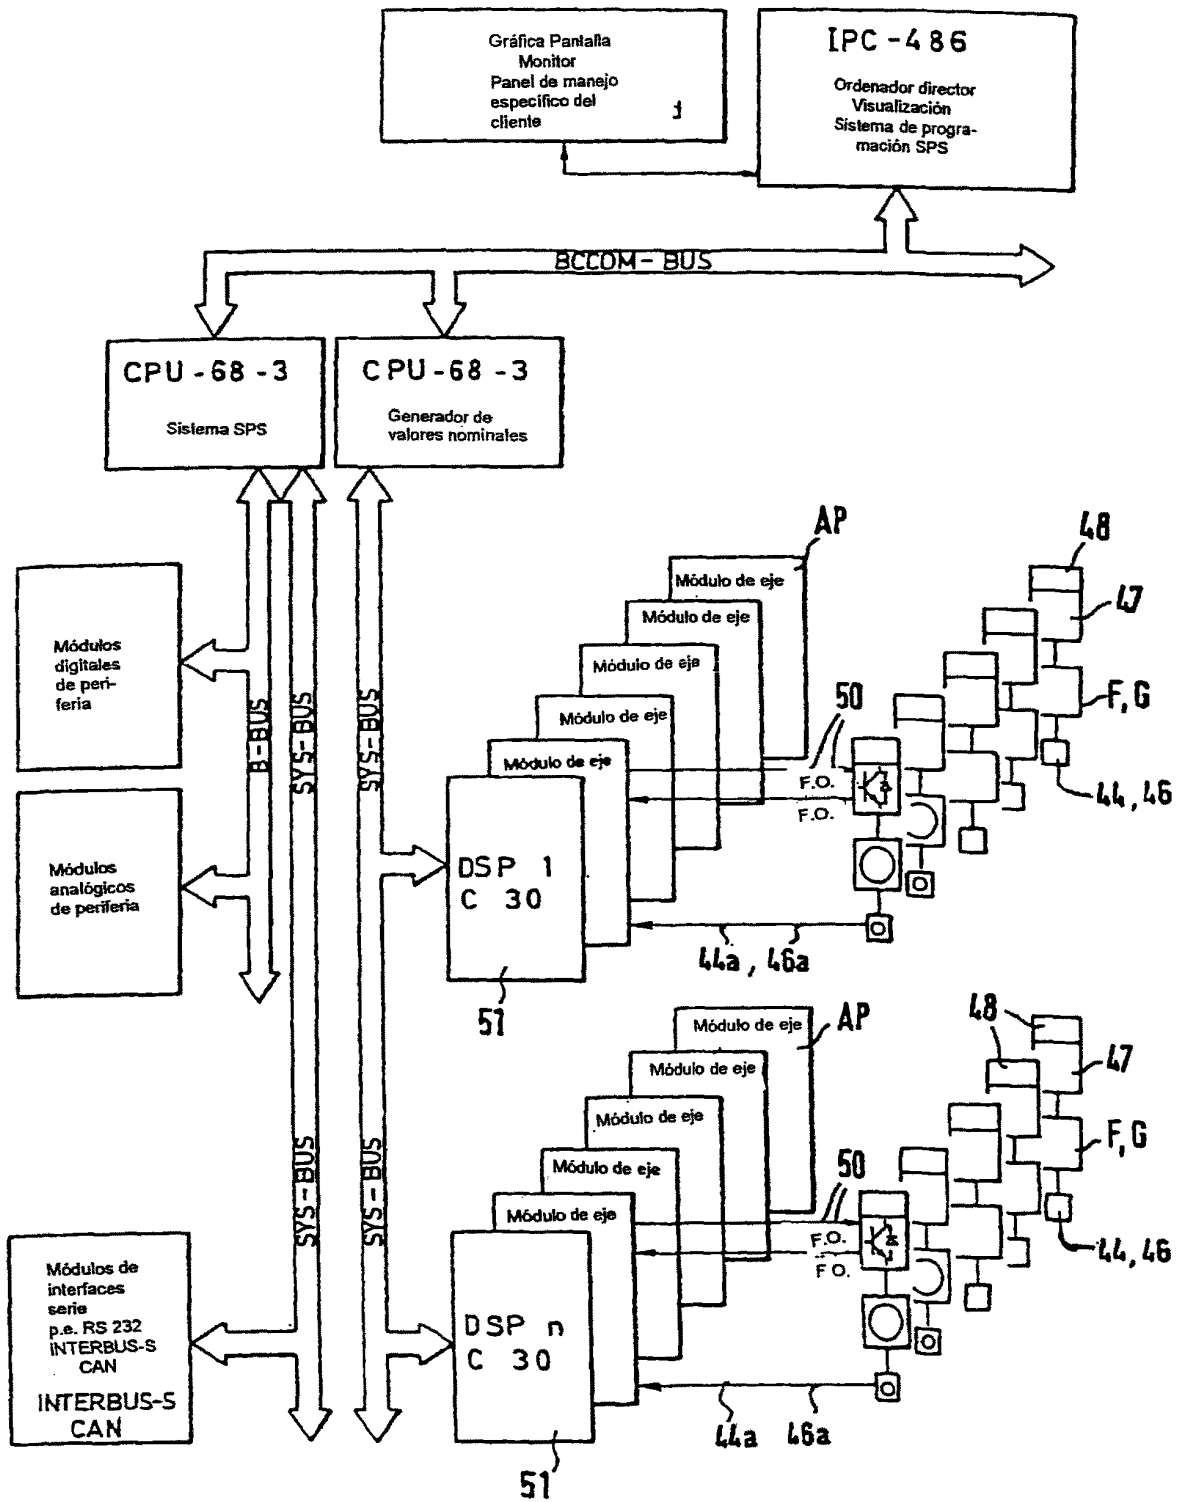 Gráfica Pantalla
Monitor
Panel de manejo
específico del
cliente
IPC-486
Ordenador director
Visualización
Sistema de progra-
mación SPS
BCCOM-BUS
CPU-68-3
Sistema SPS
CPU-68-3
Generador de
valores nominales
Módulos
digitales
de peri-
feria
Módulos
analógicos
de periferia
B-BUS
SYS-BUS
SYS-BUS
AP
Módulo de eje
Módulo de eje
Módulo de eje
Módulo de eje
Módulo de eje
DSP 1
C 30
51
50
F.O.
F.O.
44a, 46a
48
47
F, G
44, 46
SYS-BUS
SYS-BUS
Módulos de
interfaces
serie
p.e. RS 232
INTERBUS-S
CAN
INTERBUS-S
CAN
AP
Módulo de eje
Módulo de eje
Módulo de eje
Módulo de eje
Módulo de eje
DSP n
C 30
51
50
F.O.
F O.
44a 46a
48
48
47
F, G
44, 46